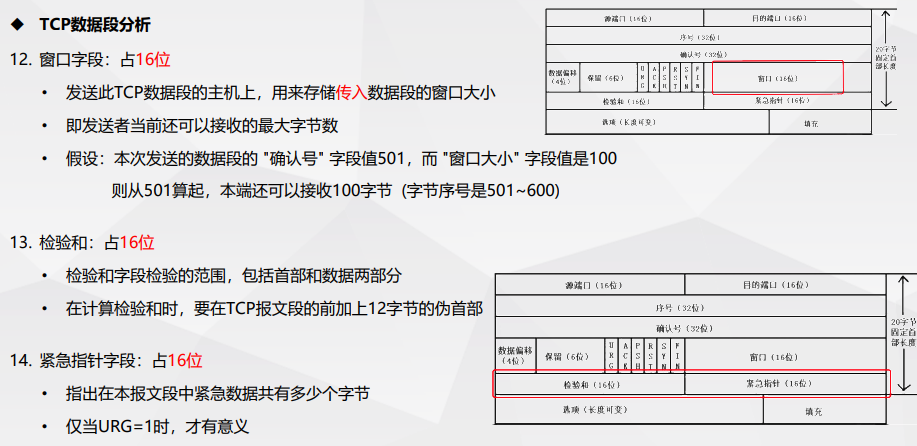 ◆ TCP数据段分析
12. 窗口字段：占16位
• 发送此TCP数据段的主机上，用来存储传入数据段的窗口大小
• 即发送者当前还可以接收的最大字节数
• 假设：本次发送的数据段的 "确认号" 字段值501，而 "窗口大小" 字段值是100
则从501算起，本端还可以接收100字节 (字节序号是501~600)
源端口（16位） 目的端口（16位）
序号（32位）
确认号（32位）
数据偏移（4位） 保留（6位） URG ACK PSH RST SYN FIN 窗口（16位）
检验和（16位） 紧急指针（16位）
选项（长度可变） 填充
20字节固定首部长度
13. 检验和：占16位
• 检验和字段检验的范围，包括首部和数据两部分
• 在计算检验和时，要在TCP报文段的前加上12字节的伪首部
14. 紧急指针字段：占16位
• 指出在本报文段中紧急数据共有多少个字节
• 仅当URG=1时，才有意义
源端口（16位） 目的端口（16位）
序号（32位）
确认号（32位）
数据偏移（4位） 保留（6位） URG ACK PSH RST SYN FIN 窗口（16位）
检验和（16位） 紧急指针（16位）
选项（长度可变） 填充
20字节固定首部长度